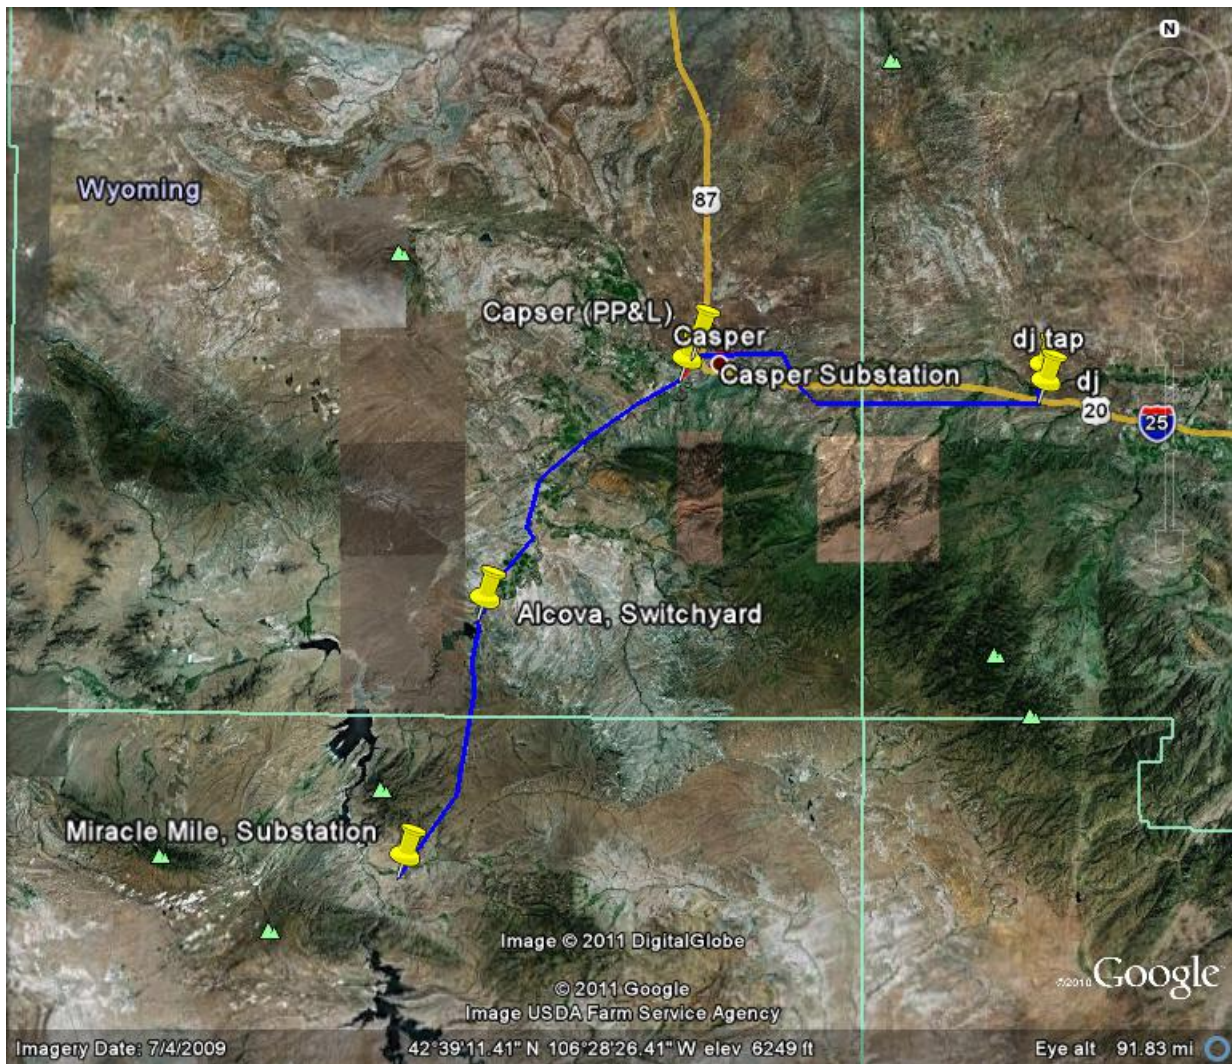 N
Wyoming
87
Capser (PP&L)
Casper
dj tap
Casper Substation
dj
20
25
Alcova, Switchyard
Miracle Mile, Substation
Image © 2011 DigitalGlobe
© 2011 Google
Image USDA Farm Service Agency
©2010 Google
Imagery Date: 7/4/2009 42°39'11.41" N 106°28'26.41" W elev 6249 ft Eye alt 91.83 mi